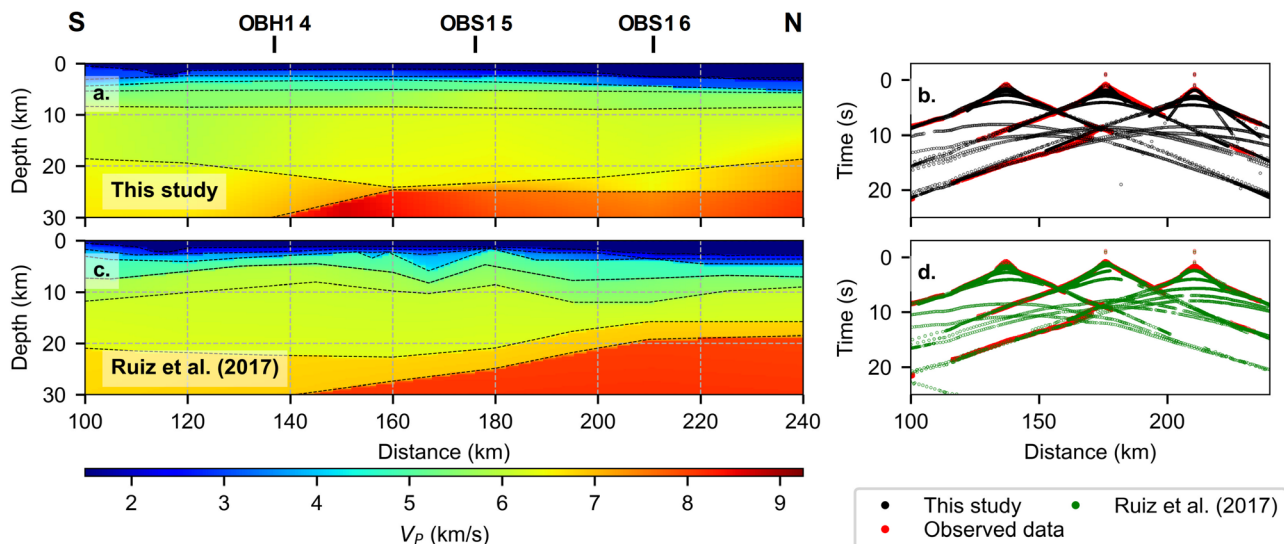 S OBH14 OBS15 OBS16 N
0
10
20
30
Depth (km)
a.
This study
b.
0
10
20
Time (s)
0
10
20
30
Depth (km)
c.
Ruiz et al. (2017)
100 120 140 160 180 200 220 240
Distance (km)
d.
0
10
20
Time (s)
100 150 200
Distance (km)
2 3 4 5 6 7 8 9
VP (km/s)
This study Ruiz et al. (2017)
Observed data